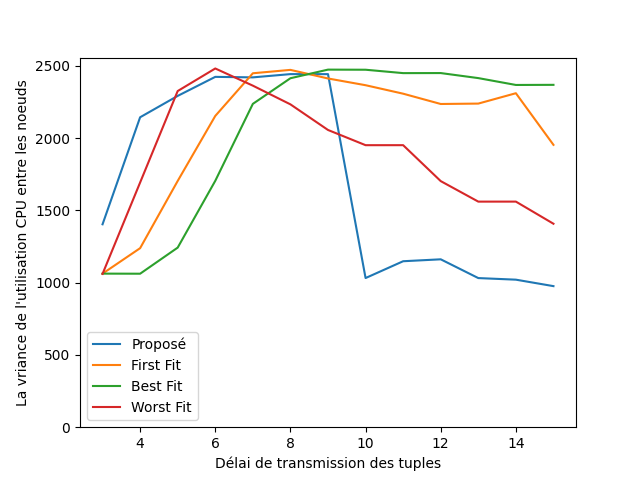 La vriance de l'utilisation CPU entre les noeuds
2500
2000
1500
1000
500
0
Proposé
First Fit
Best Fit
Worst Fit
4 6 8 10 12 14
Délai de transmission des tuples